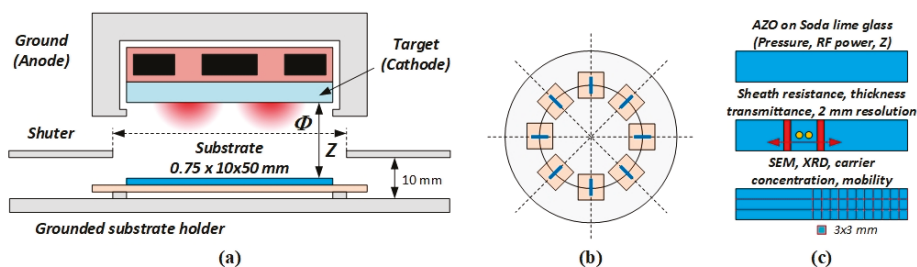 Ground
(Anode)
Target
(Cathode)
Shuter
Φ
Z
Substrate
0.75 x 10x50 mm
10 mm
Grounded substrate holder
(a)
(b)
AZO on Soda lime glass
(Pressure, RF power, Z)
Sheath resistance, thickness
transmittance, 2 mm resolution
SEM, XRD, carrier
concentration, mobility
3x3 mm
(c)